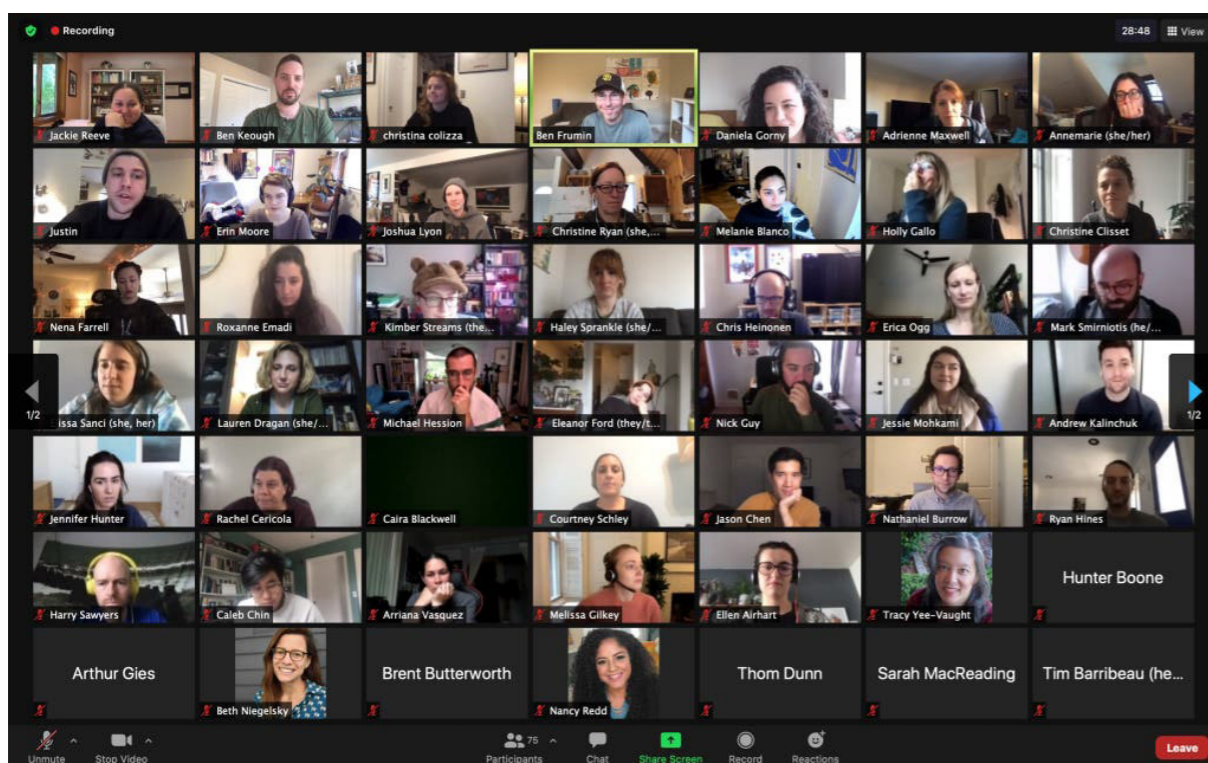 Recording
28:48
View
Jackie Reeve
Ben Keough
christina colizza
Ben Frumin
Daniela Gorny
Adrienne Maxwell
Annemarie (she/her)
Justin
Erin Moore
Joshua Lyon
Christine Ryan (she,...
Melanie Blanco
Holly Gallo
Christine Clisset
Nena Farrell
Roxanne Emadi
Kimber Streams (the...
Haley Sprankle (she/...
Chris Heinonen
Erica Ogg
Mark Smirniotis (he/...
1/2
Sanci (she, her)
Lauren Dragan (she/...
Michael Hession
Eleanor Ford (they/t...
Nick Guy
Jessie Mohkami
Andrew Kalinchuk
1/2
Jennifer Hunter
Rachel Cericola
Caira Blackwell
Courtney Schley
Jason Chen
Nathaniel Burrow
Ryan Hines
Harry Sawyers
Caleb Chin
Arriana Vasquez
Melissa Gilkey
Ellen Airhart
Tracy Yee-Vaught
Hunter Boone
Arthur Gies
Beth Niegelsky
Brent Butterworth
Nancy Redd
Thom Dunn
Sarah MacReading
Tim Barribeau (he...
Unmute
Stop Video
75
Participants
Chat
Share Screen
Record
Reactions
Leave